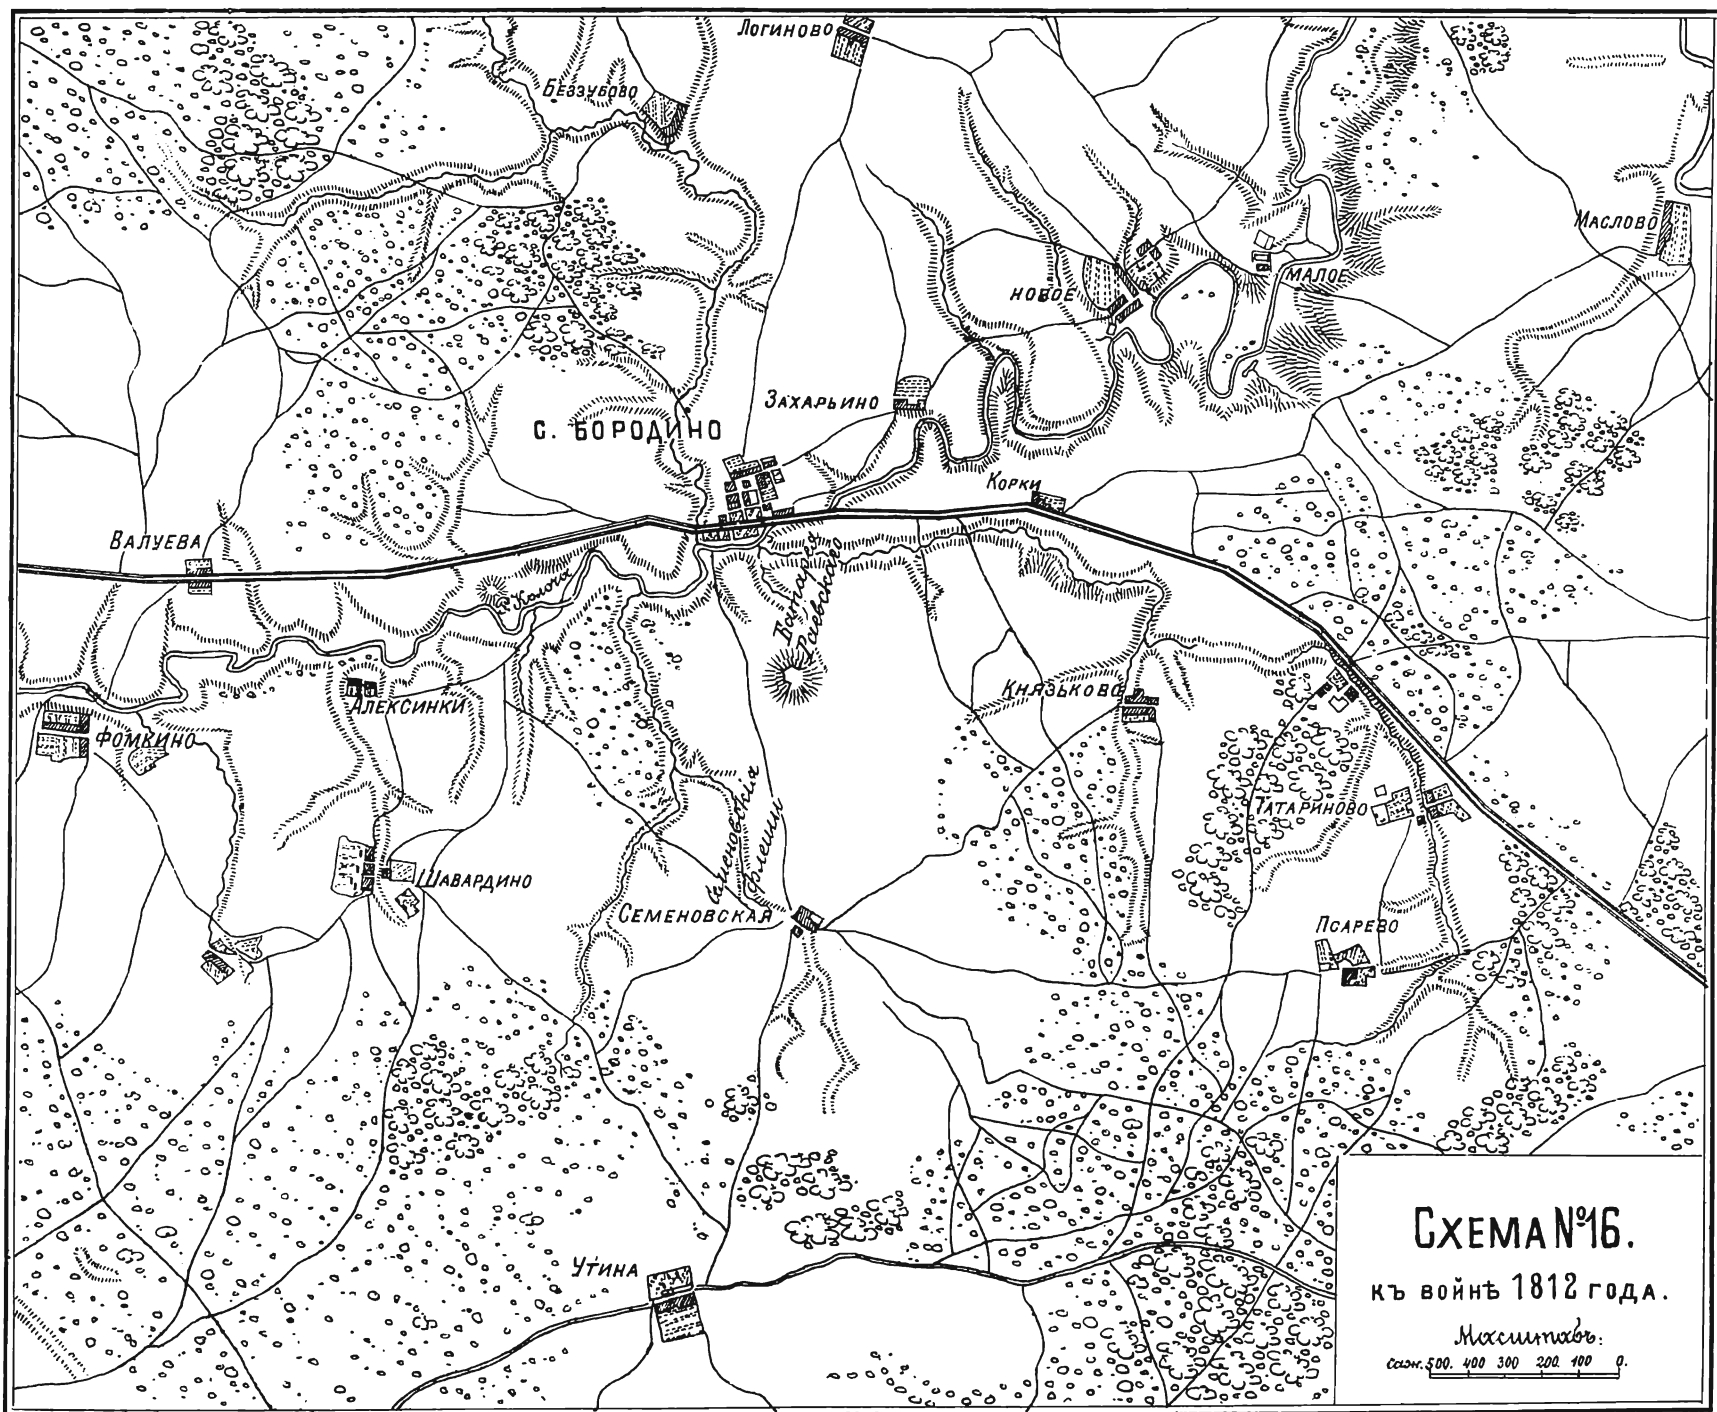 Логиново
Беззубово
Маслово
МАЛОЕ
НОВОЕ
Захарьино
С. БОРОДИНО
Корки
Валуева
Р. Колоча
Батарея
Раевскаго
Князьково
Алексинки
Фомкино
Татариново
Семеновскія
флеши
Шавардино
Семеновская
Псарево
Утина
Схема №16.
къ войнѣ 1812 года.
Масштабъ:
Саж. 500. 400 300 200 100 0.